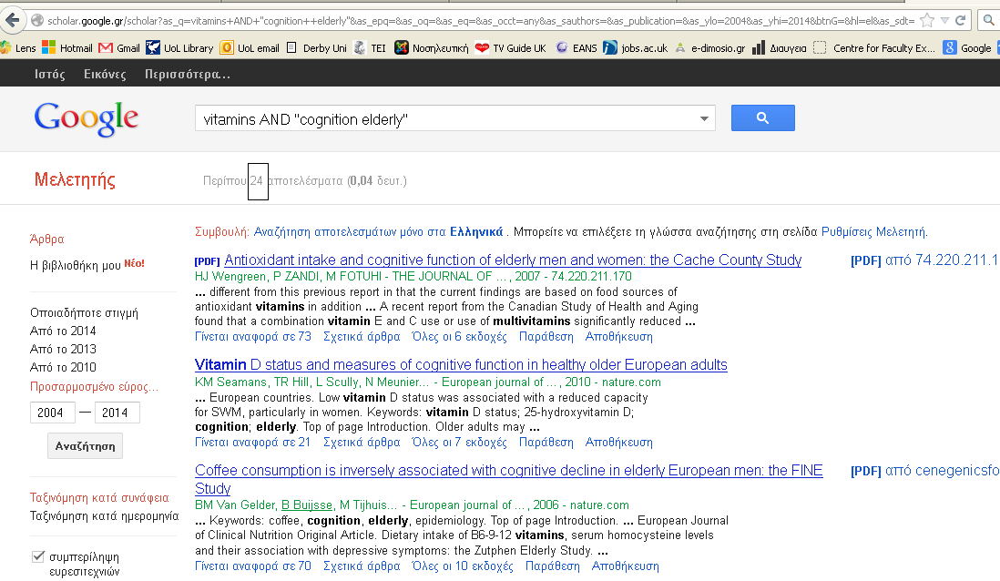 scholar.google.gr/scholar?as_q=vitamins+AND+"cognition++elderly"&as_epq=&as_oq=&as_eq=&as_occt=any&as_sauthors=&as_publication=&as_ylo=2004&as_yhi=2014&btnG=&hl=el&as_sdt=
Lens Hotmail Gmail UoL Library UoL email Derby Uni ΤΕΙ Νοσηλευτική TV Guide UK EANS jobs.ac.uk e-dimosio.gr Διαυγεια Centre for Faculty Ex... Google
Ιστός Εικόνες Περισσότερα...
Google
vitamins AND "cognition elderly"
Μελετητής
Περίπου 24 αποτελέσματα (0,04 δευτ.)
Άρθρα
Η βιβλιοθήκη μου Νέο!
Οποιαδήποτε στιγμή
Από το 2014
Από το 2013
Από το 2010
Προσαρμοσμένο εύρος...
2004 — 2014
Αναζήτηση
Ταξινόμηση κατά συνάφεια
Ταξινόμηση κατά ημερομηνία
συμπερίληψη
ευρεσιτεχνιών
Συμβουλή: Αναζήτηση αποτελεσμάτων μόνο στα Ελληνικά . Μπορείτε να επιλέξετε τη γλώσσα αναζήτησης στη σελίδα Ρυθμίσεις Μελετητή.
[PDF] Antioxidant intake and cognitive function of elderly men and women: the Cache County Study
[PDF] από 74.220.211.1
HJ Wengreen, P ZANDI, M FOTUHI - THE JOURNAL OF ..., 2007 - 74.220.211.170
... different from this previous report in that the current findings are based on food sources of
antioxidant vitamins in addition ... A recent report from the Canadian Study of Health and Aging
found that a combination vitamin E and C use or use of multivitamins significantly reduced ...
Γίνεται αναφορά σε 73 Σχετικά άρθρα Όλες οι 6 εκδοχές Παράθεση Αποθήκευση
Vitamin D status and measures of cognitive function in healthy older European adults
KM Seamans, TR Hill, L Scully, N Meunier... - European journal of ..., 2010 - nature.com
... European countries. Low vitamin D status was associated with a reduced capacity
for SWM, particularly in women. Keywords: vitamin D status; 25-hydroxyvitamin D;
cognition; elderly. Top of page Introduction. Older adults may ...
Γίνεται αναφορά σε 21 Σχετικά άρθρα Όλες οι 7 εκδοχές Παράθεση Αποθήκευση
Coffee consumption is inversely associated with cognitive decline in elderly European men: the FINE
Study
[PDF] από cenegenicsfo
BM Van Gelder, B Buijsse, M Tijhuis... - European journal of ..., 2006 - nature.com
... Keywords: coffee, cognition, elderly, epidemiology. Top of page Introduction. ... European Journal
of Clinical Nutrition Original Article. Dietary intake of B6-9-12 vitamins, serum homocysteine levels
and their association with depressive symptoms: the Zutphen Elderly Study. ...
Γίνεται αναφορά σε 70 Σχετικά άρθρα Όλες οι 10 εκδοχές Παράθεση Αποθήκευση